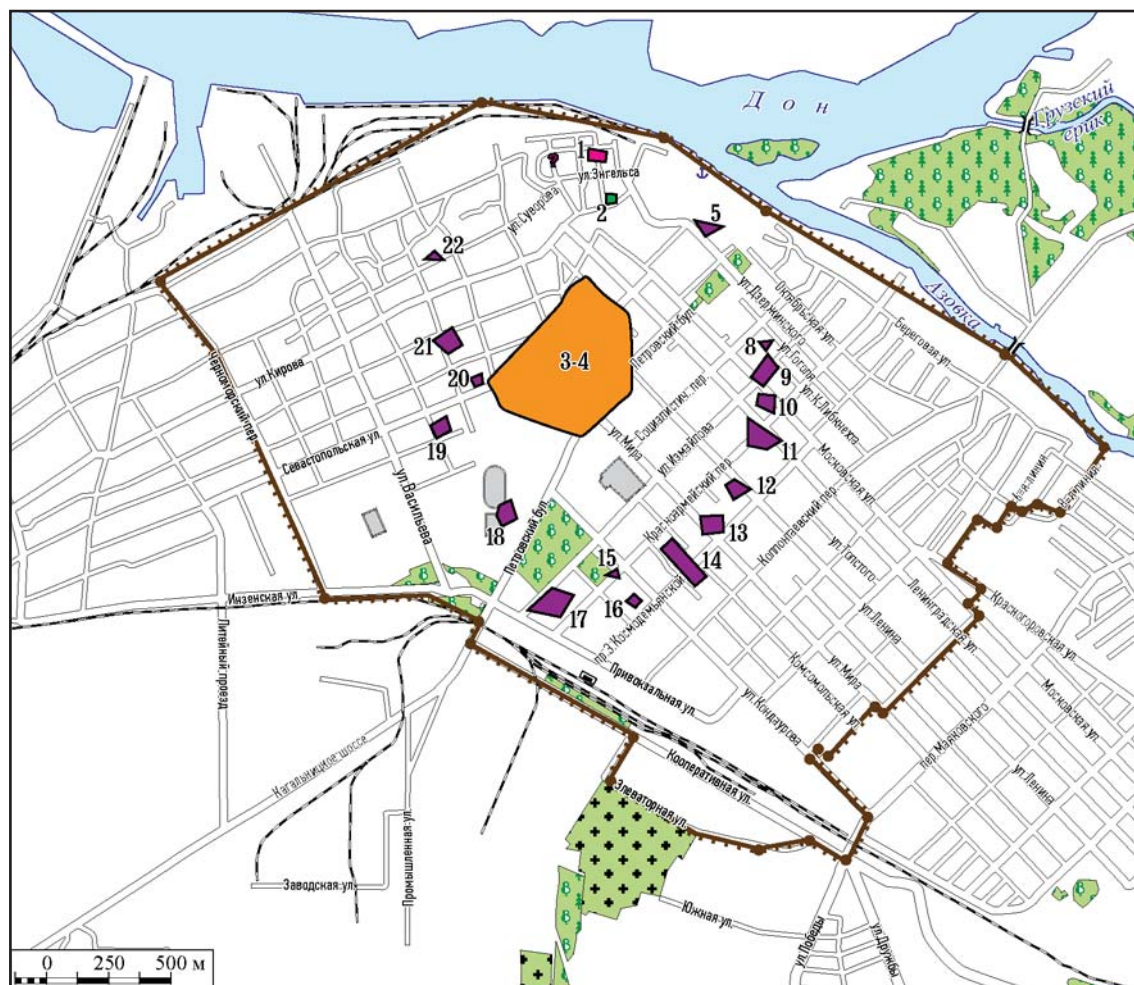 Дон
Грузский
ерик
Азовка
1
ул.Энгельса
2
ул.Суворова
5
22
3-4
21
20
19
18
8
9
10
11
12
13
14
15
16
17
ул.Дзержинского
Октябрьская ул.
Береговая ул.
ул.Гоголя
ул.К-Либкнехта
Петровский бул.
Социалистич. пер.
ул.Мира
ул.Измайлова
Красноармейский пер.
Московская ул.
Коллонтаевский пер.
ул.Толстого
Ленинградская ул.
Красногоровская ул.
ул.Ленина
ул.Мира
Комсомольская ул.
ул.Кондаурова
пер.Маяковского
Московская ул.
ул.Ленина
ул.Кирова
Черноморский пер.
Севастопольская ул.
ул.Васильева
Петровский бул.
Инзенская ул.
Литейный проезд
пр.З.Космодемьянской
Привокзальная ул.
Кооперативная ул.
Элеваторная ул.
Кагальницкое шоссе
Промышленная ул.
Заводская ул.
Южная ул.
ул.Победы
ул.Дружбы
0 250 500 м